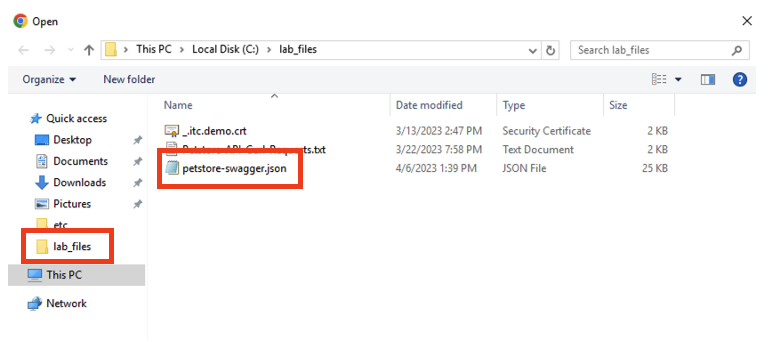 Open
This PC > Local Disk (C:) > lab_files
Search lab_files
Organize
New folder
Name Date modified Type Size
Quick access
Desktop
Documents
Downloads
Pictures
etc
lab_files
This PC
Network
_.itc.demo.crt 3/13/2023 2:47 PM Security Certificate 2 KB
3/22/2023 7:58 PM Text Document 2 KB
petstore-swagger.json 4/6/2023 1:39 PM JSON File 25 KB